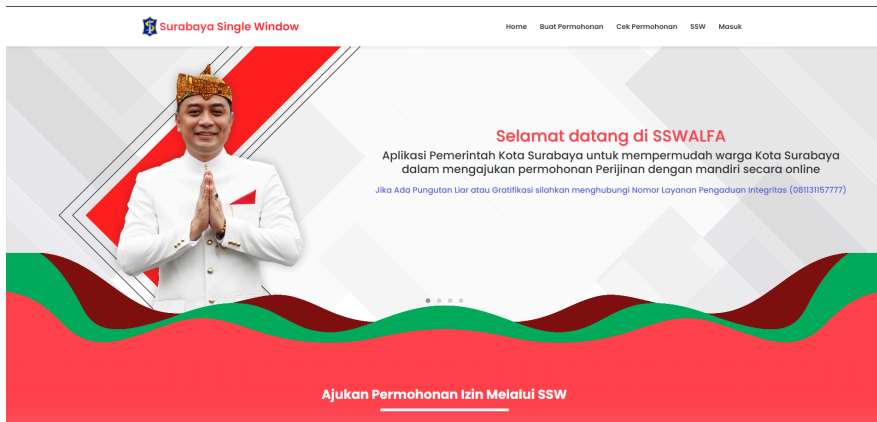 Surabaya Single Window
Home Buat Permohonan Cek Permohonan SSW Masuk
Selamat datang di SSWALFA
Aplikasi Pemerintah Kota Surabaya untuk mempermudah warga Kota Surabaya
dalam mengajukan permohonan Perijinan dengan mandiri secara online
Jika Ada Pungutan Liar atau Gratifikasi silahkan menghubungi Nomor Layanan Pengaduan Integritas (081131157777)
Ajukan Permohonan Izin Melalui SSW